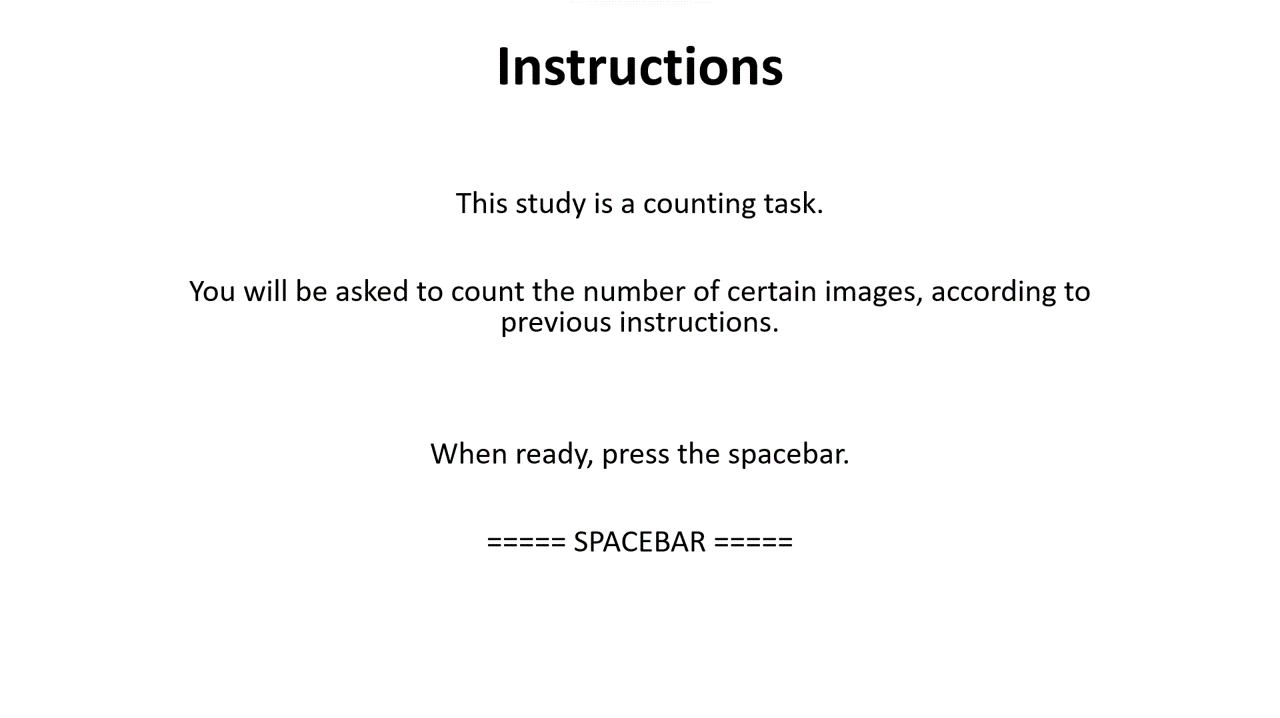 Instructions
This study is a counting task.
You will be asked to count the number of certain images, according to
previous instructions.
When ready, press the spacebar.
===== SPACEBAR =====